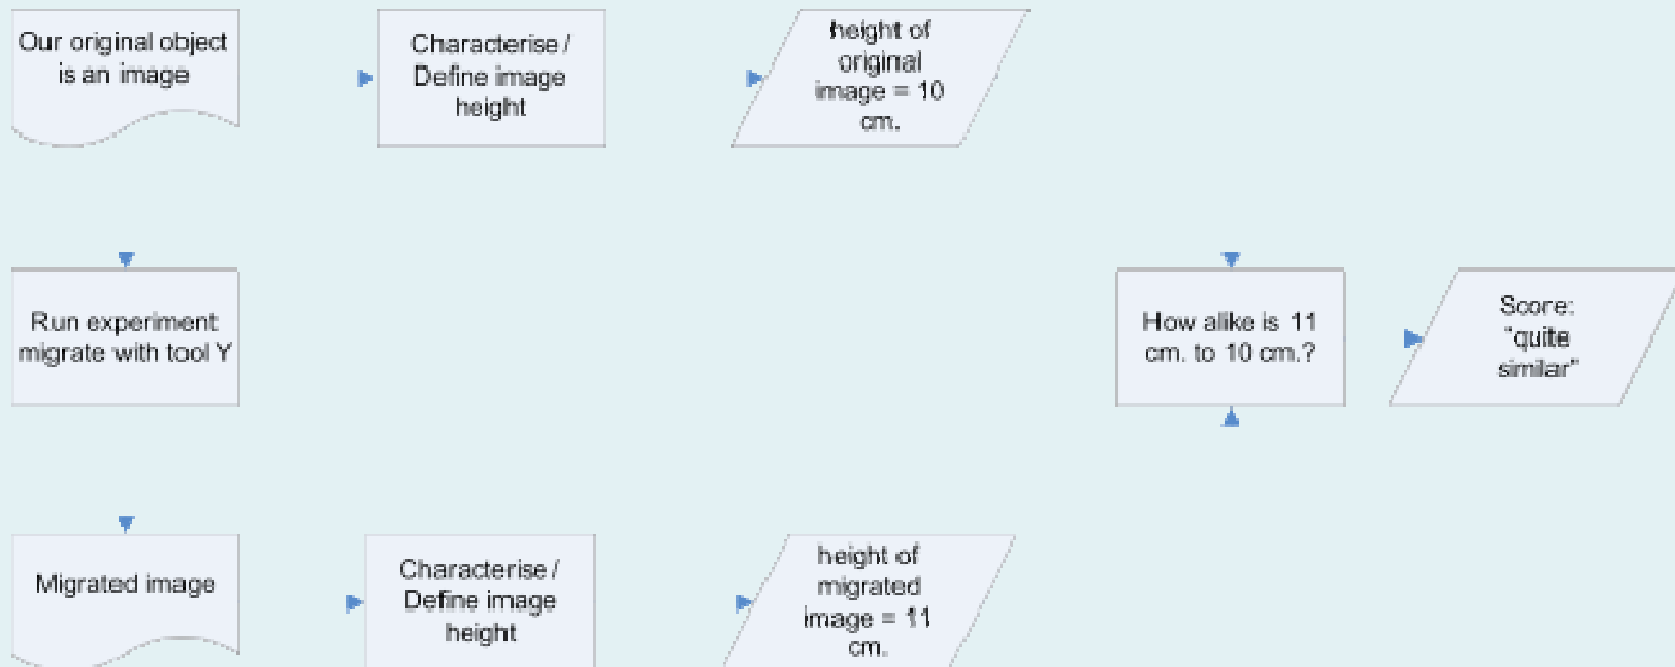 Our original object
is an image
Characterise /
Define image
height
height of
original
image = 10
cm.
Run experiment:
migrate with tool Y
How alike is 11
cm. to 10 cm.?
Score:
"quite
similar"
Migrated image
Characterise /
Define image
height
height of
migrated
image = 11
cm.